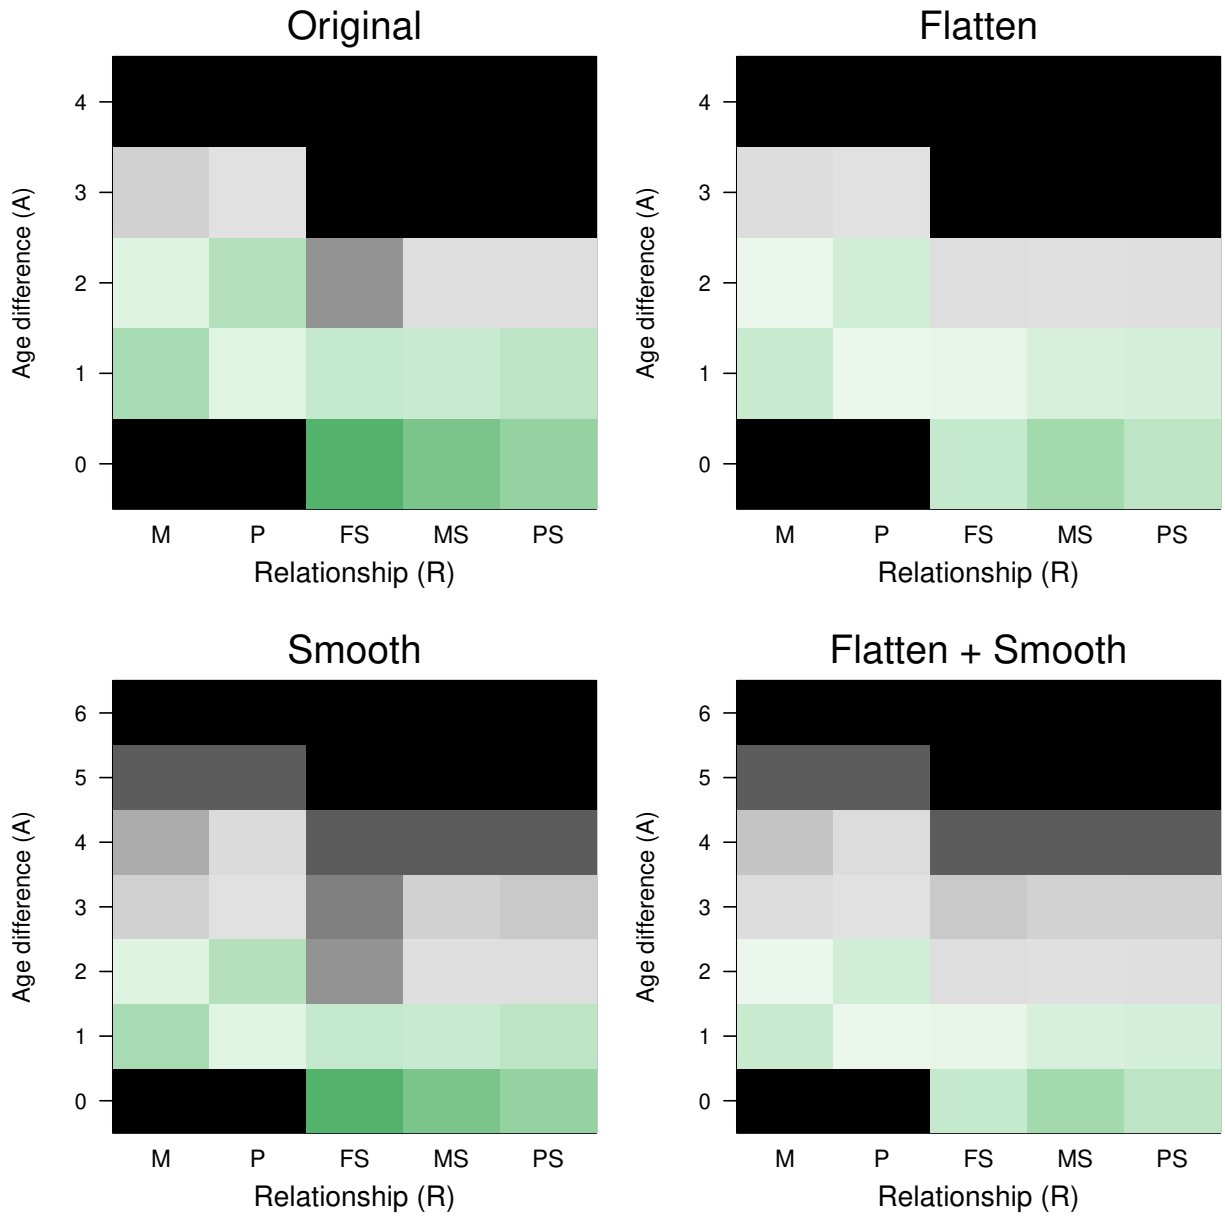 Original
Age difference (A)
4
3
2
1
0
M P FS MS PS
Relationship (R)
Flatten
Age difference (A)
4
3
2
1
0
M P FS MS PS
Relationship (R)
Smooth
Age difference (A)
6
5
4
3
2
1
0
M P FS MS PS
Relationship (R)
Flatten + Smooth
Age difference (A)
6
5
4
3
2
1
0
M P FS MS PS
Relationship (R)